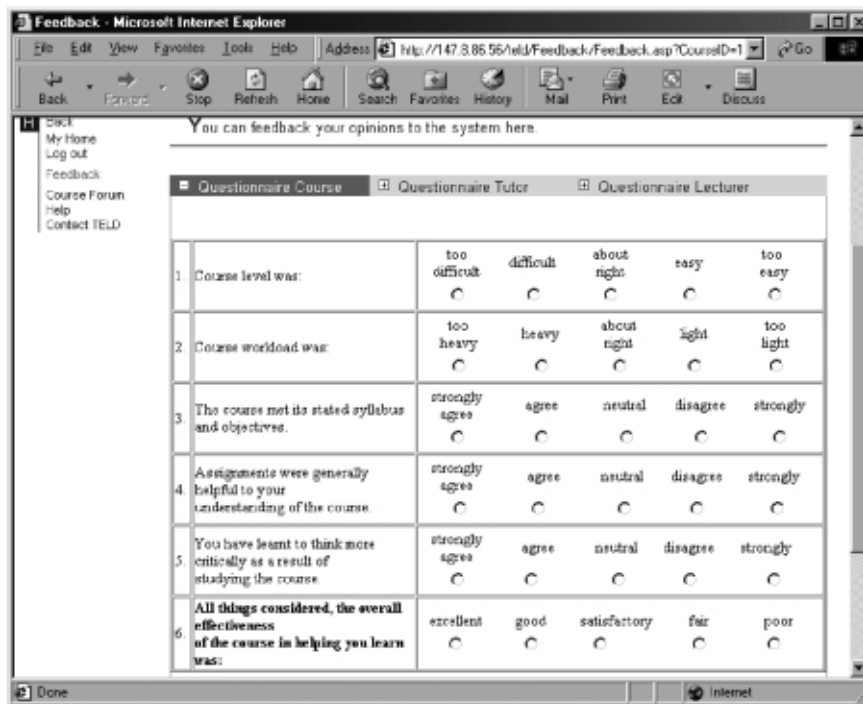 Feedback - Microsoft Internet Explorer
File Edit View Favorites Tools Help Address http://147.8.86.56/teld/Feedback/Feedback.asp?CourseID=1 Go
Back Forward Stop Refresh Home Search Favorites History Mail Print Edit Discuss
Back
My Home
Log out
Feedback
Course Forum
Help
Contact TELD
You can feedback your opinions to the system here.
Questionnaire Course Questionnaire Tutor Questionnaire Lecturer
1. Course level was:
too difficult
difficult
about right
easy
too easy
2. Course workload was:
too heavy
heavy
about right
light
too light
3. The course met its stated syllabus
and objectives.
strongly agree
agree
neutral
disagree
strongly
4. Assignments were generally
helpful to your
understanding of the course.
strongly agree
agree
neutral
disagree
strongly
5. You have learnt to think more
critically as a result of
studying the course.
strongly agree
agree
neutral
disagree
strongly
6. All things considered, the overall
effectiveness
of the course in helping you learn
was:
excellent
good
satisfactory
fair
poor
Done
Internet